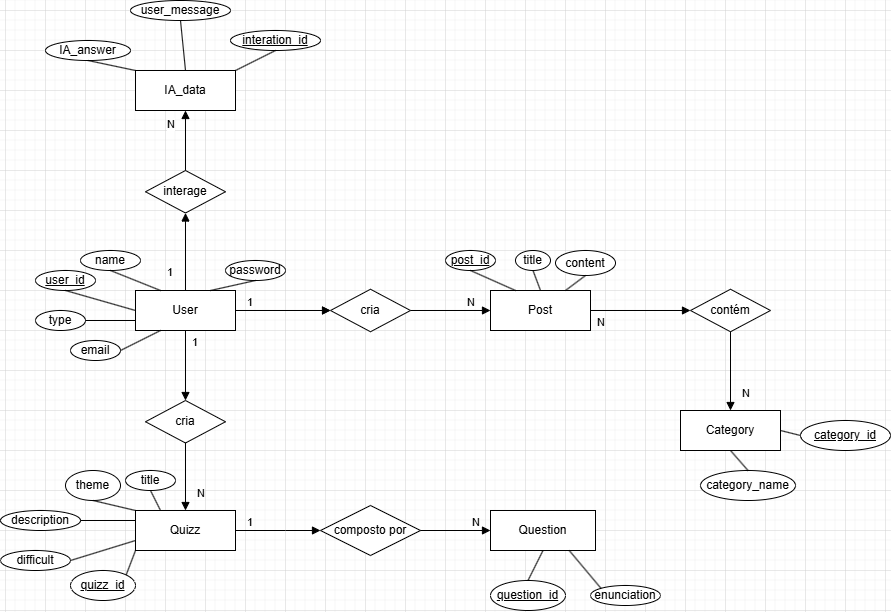 user_message
interation_id
IA_answer
IA_data
N
interage
1
name
password
user_id
User
type
email
1
cria
N
post_id
title
content
Post
N
contém
N
Category
category_id
category_name
1
cria
N
theme
title
description
Quizz
difficult
quizz_id
1
composto por
N
Question
question_id
enunciation